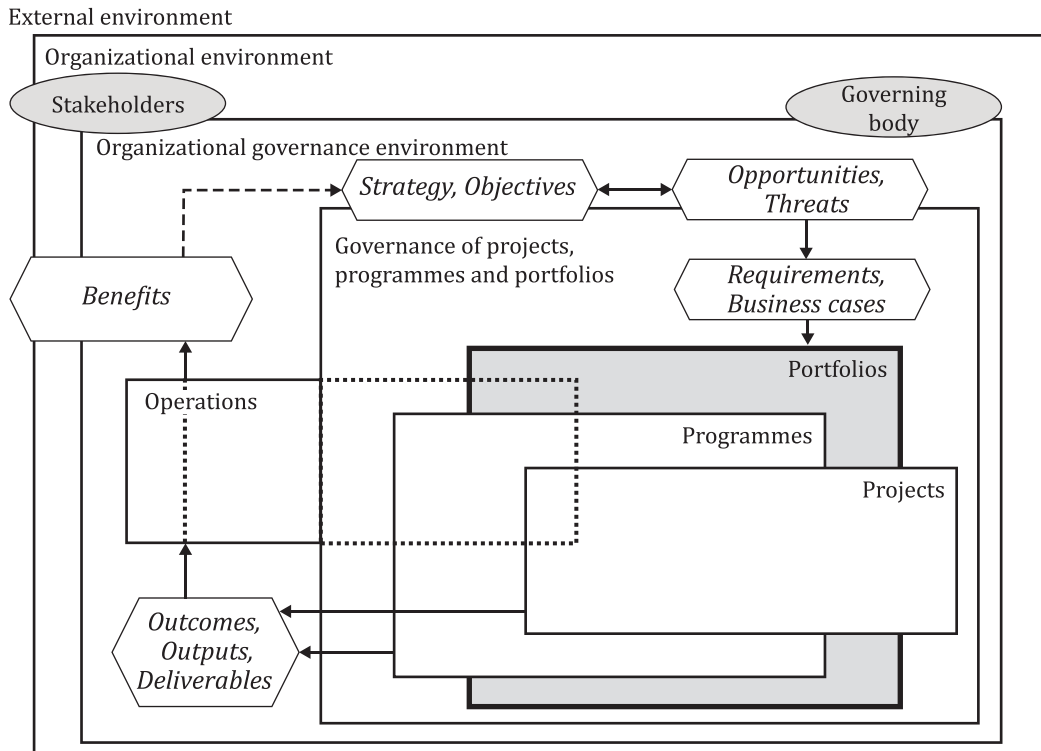 External environment
Organizational environment
Stakeholders
Governing
body
Organizational governance environment
Strategy, Objectives
Opportunities,
Threats
Governance of projects,
programmes and portfolios
Requirements,
Business cases
Benefits
Portfolios
Operations
Programmes
Projects
Outcomes,
Outputs,
Deliverables